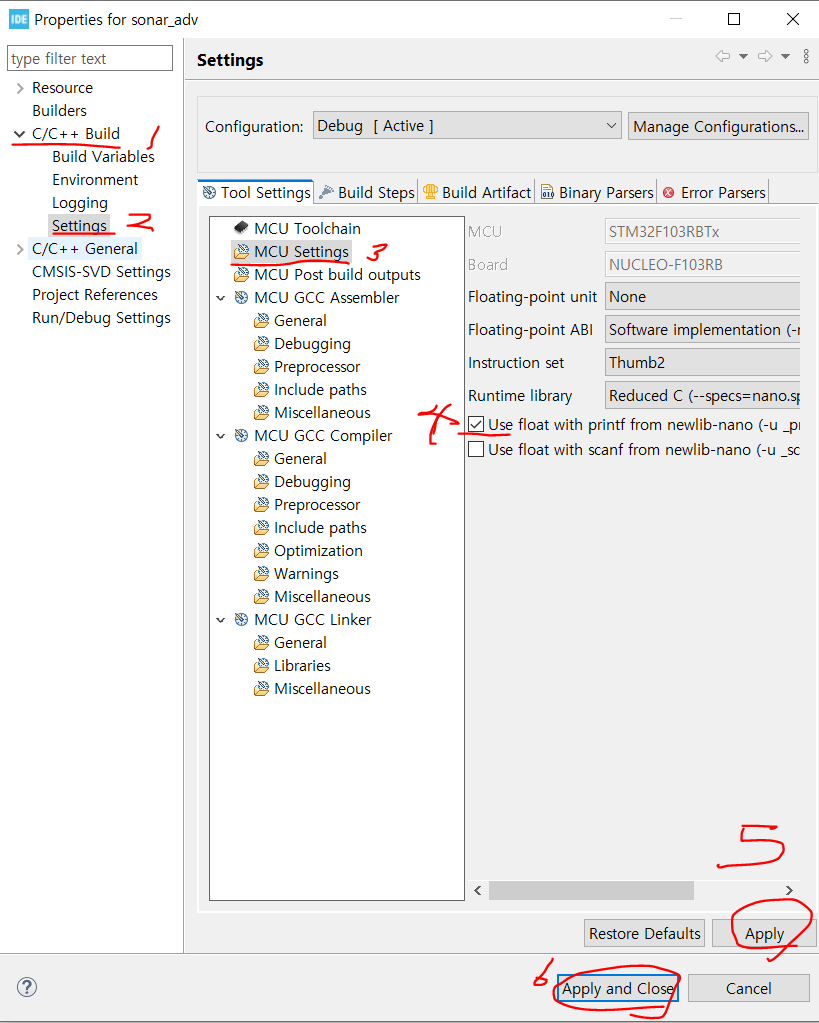 IDE Properties for sonar_adv
type filter text
Resource
Builders
C/C++ Build 1
Build Variables
Environment
Logging
Settings 2
C/C++ General
CMSIS-SVD Settings
Project References
Run/Debug Settings
Settings
Configuration: Debug [ Active ] Manage Configurations...
Tool Settings Build Steps Build Artifact Binary Parsers Error Parsers
MCU Toolchain
MCU Settings 3
MCU Post build outputs
MCU GCC Assembler
General
Debugging
Preprocessor
Include paths
Miscellaneous
MCU GCC Compiler
General
Debugging
Preprocessor
Include paths
Optimization
Warnings
Miscellaneous
MCU GCC Linker
General
Libraries
Miscellaneous
MCU STM32F103RBTx
Board NUCLEO-F103RB
Floating-point unit None
Floating-point ABI Software implementation (-r
Instruction set Thumb2
Runtime library Reduced C (--specs=nano.sp
4 Use float with printf from newlib-nano (-u _pr
Use float with scanf from newlib-nano (-u _sc
5
Restore Defaults Apply
6 Apply and Close Cancel